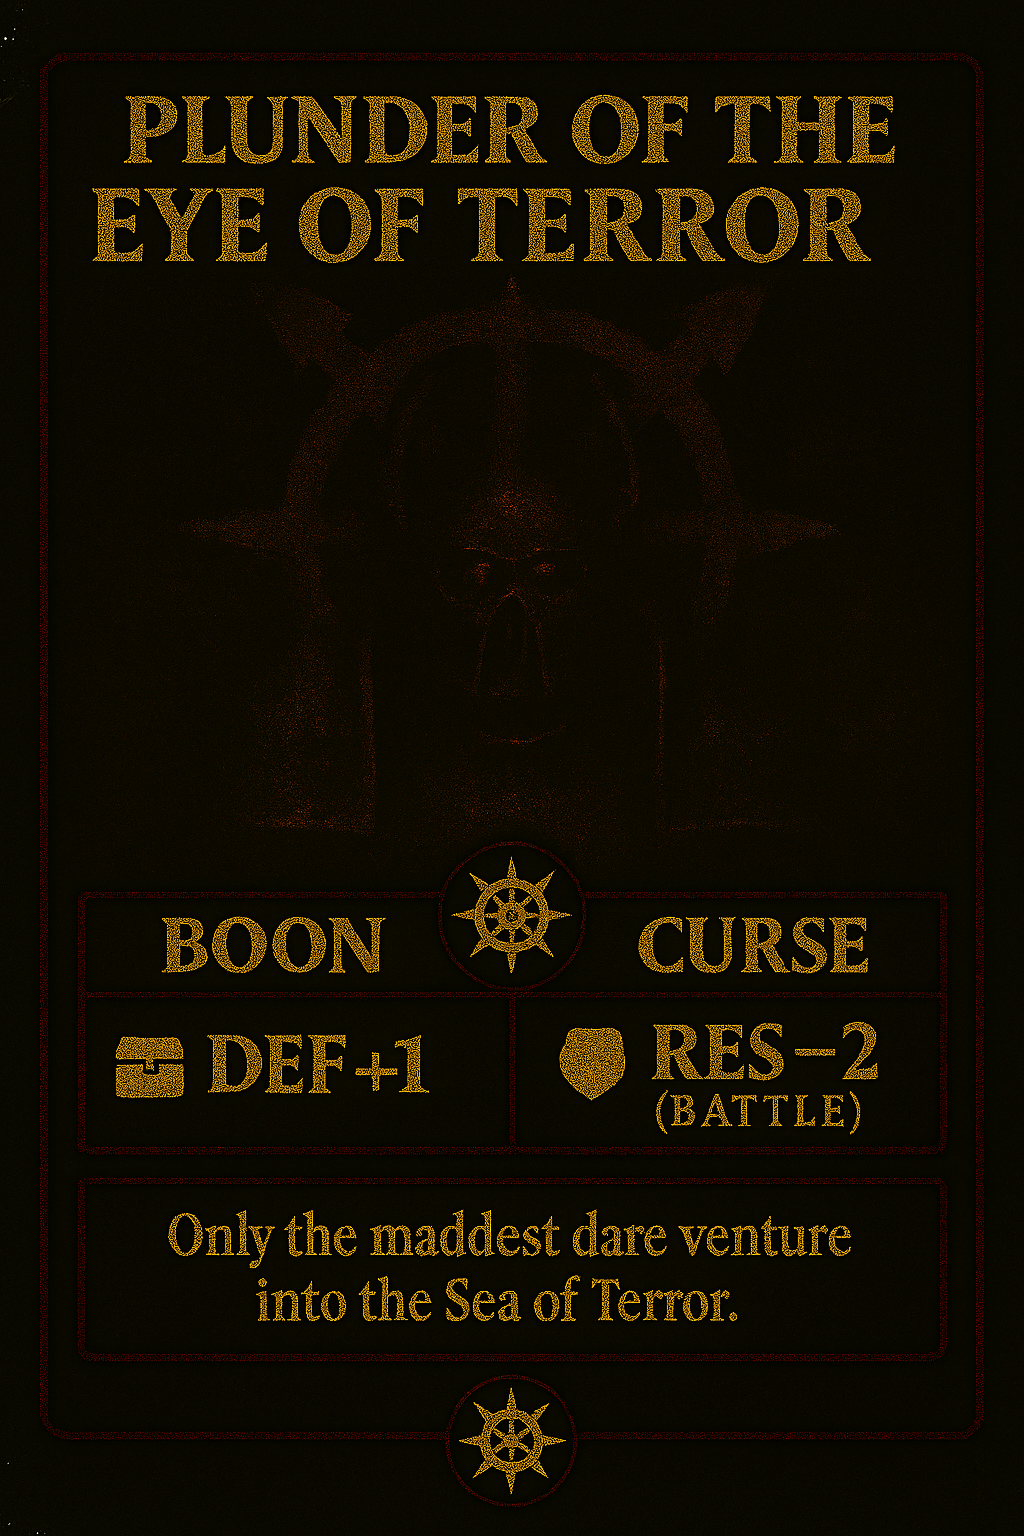 PLUNDER OF THE
EYE OF TERROR
BOON
CURSE
DEF+1
RES−2
(BATTLE)
Only the maddest dare venture
into the Sea of Terror.